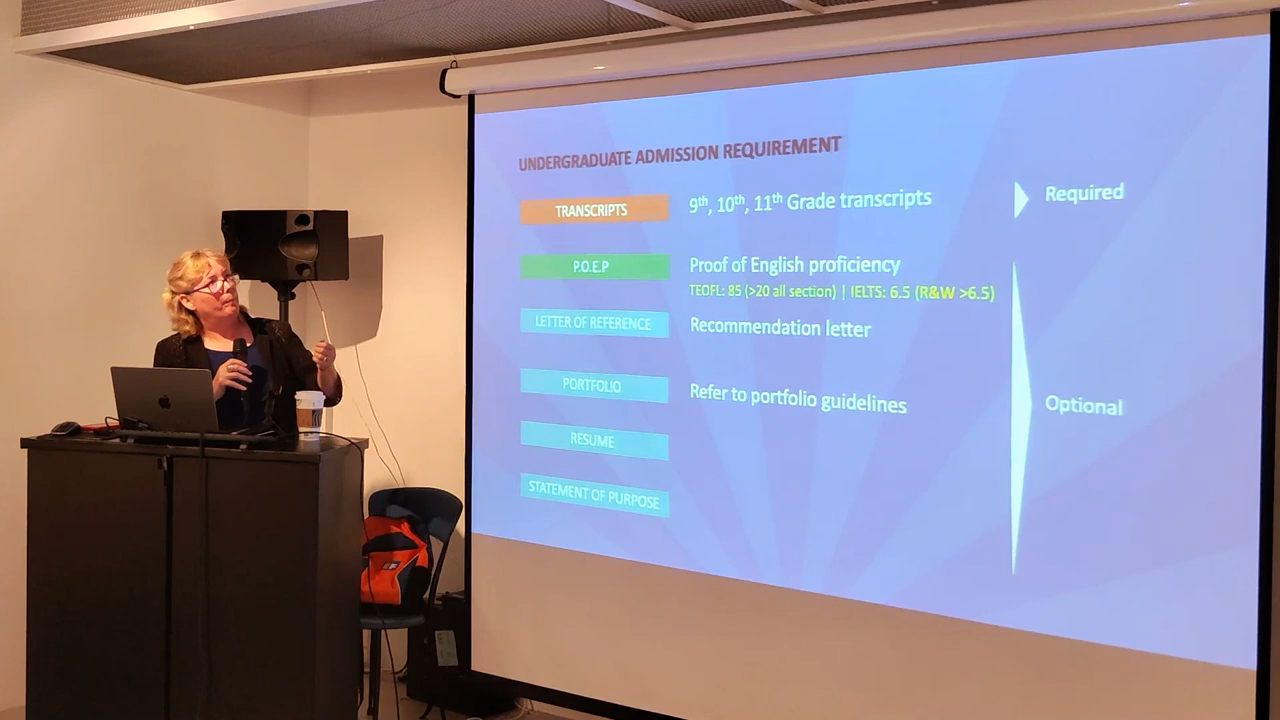 UNDERGRADUATE ADMISSION REQUIREMENT
TRANSCRIPTS 9th, 10th, 11th Grade transcripts Required
P.O.E.P Proof of English proficiency
TEOFL: 85 (>20 all section) | IELTS: 6.5 (R&W >6.5)
LETTER OF REFERENCE Recommendation letter
PORTFOLIO Refer to portfolio guidelines Optional
RESUME
STATEMENT OF PURPOSE